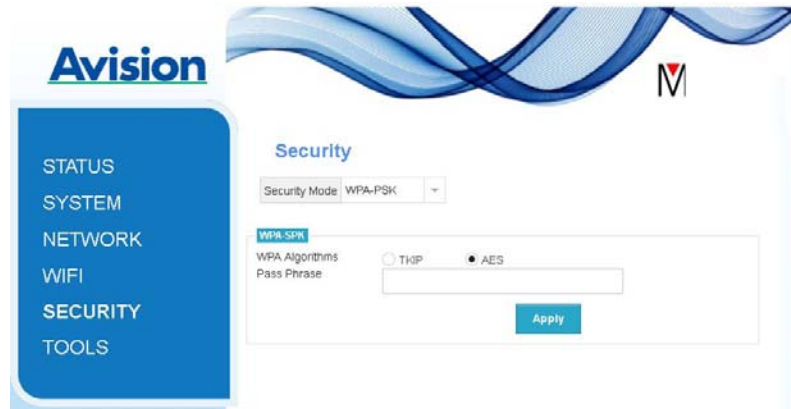 Avision
M
STATUS
SYSTEM
NETWORK
WIFI
SECURITY
TOOLS
Security
Security Mode WPA-PSK
WPA-SPK
WPA Algorithms TKIP AES
Pass Phrase
Apply